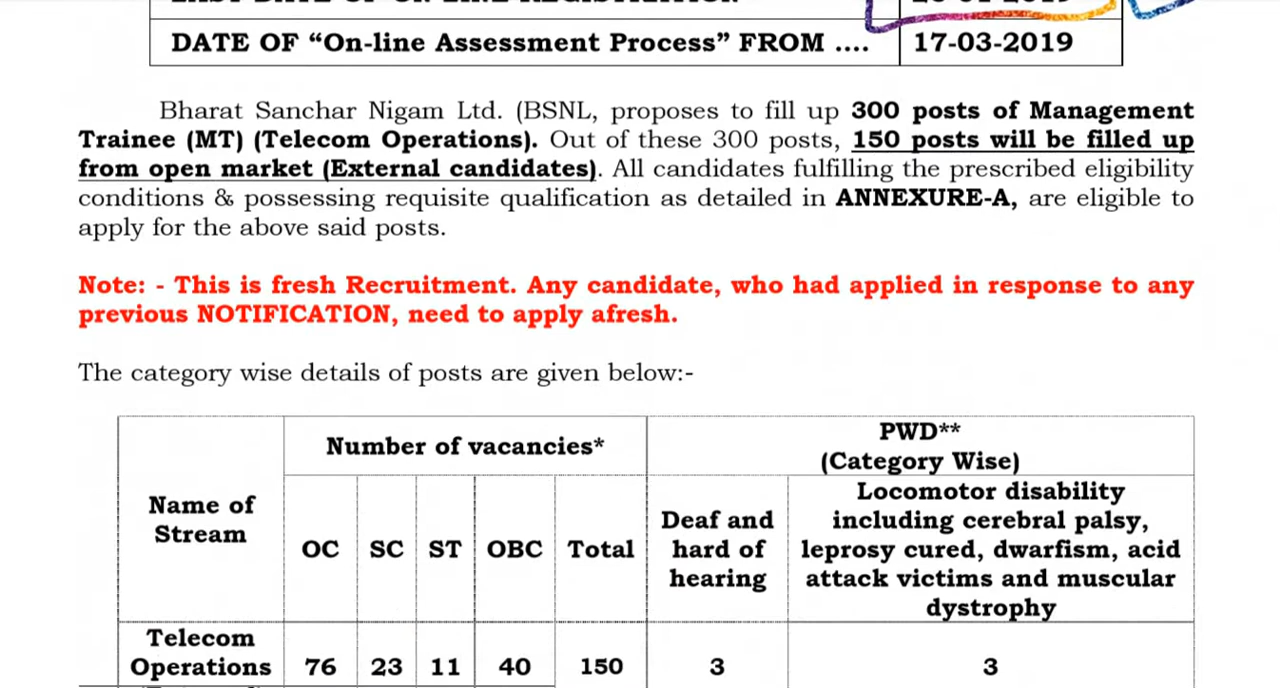 DATE OF “On-line Assessment Process” FROM .... 17-03-2019
Bharat Sanchar Nigam Ltd. (BSNL, proposes to fill up 300 posts of Management
Trainee (MT) (Telecom Operations). Out of these 300 posts, 150 posts will be filled up
from open market (External candidates). All candidates fulfilling the prescribed eligibility
conditions & possessing requisite qualification as detailed in ANNEXURE-A, are eligible to
apply for the above said posts.
Note: - This is fresh Recruitment. Any candidate, who had applied in response to any
previous NOTIFICATION, need to apply afresh.
The category wise details of posts are given below:-
Name of
Stream
Number of vacancies*
PWD**
(Category Wise)
OC SC ST OBC Total
Deaf and
hard of
hearing
Locomotor disability
including cerebral palsy,
leprosy cured, dwarfism, acid
attack victims and muscular
dystrophy
Telecom
Operations 76 23 11 40 150 3 3